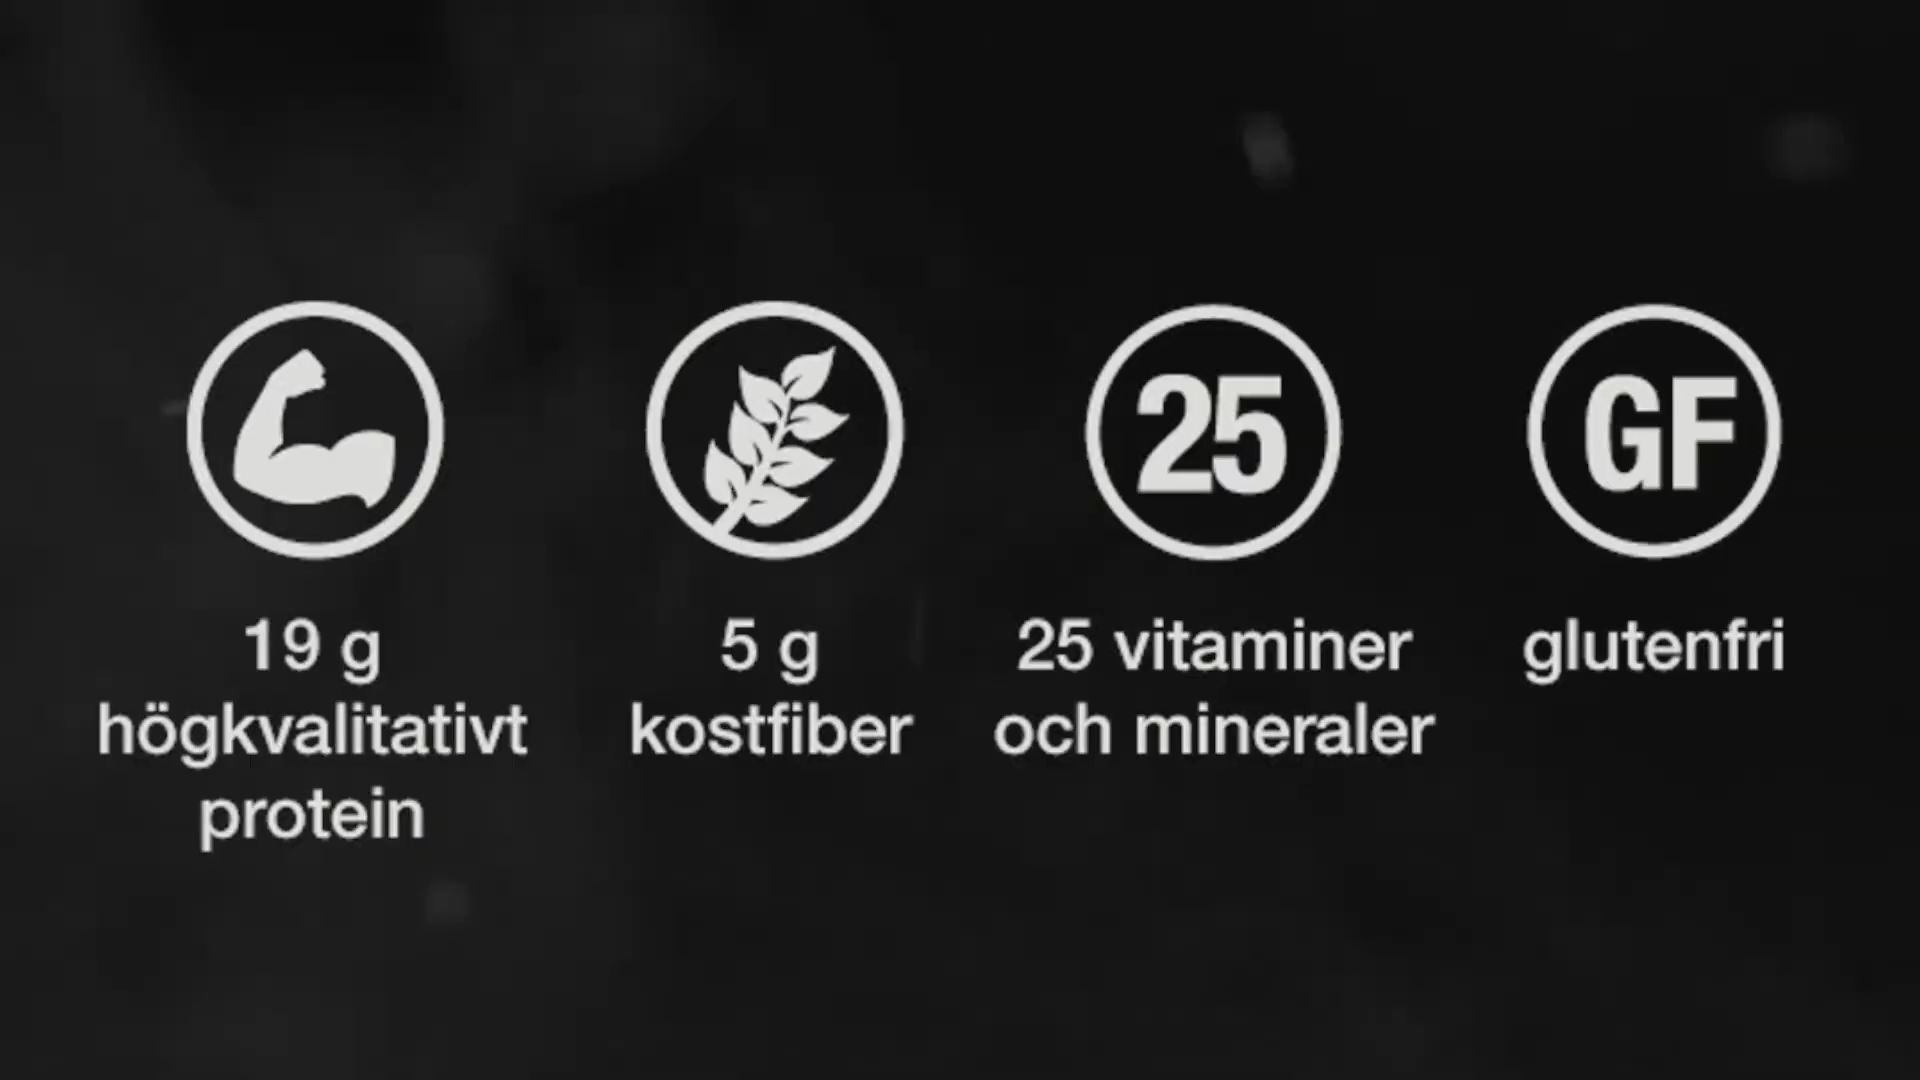 25
GF
19 g
högkvalitativt
protein
5 g
kostfiber
25 vitaminer
och mineraler
glutenfri